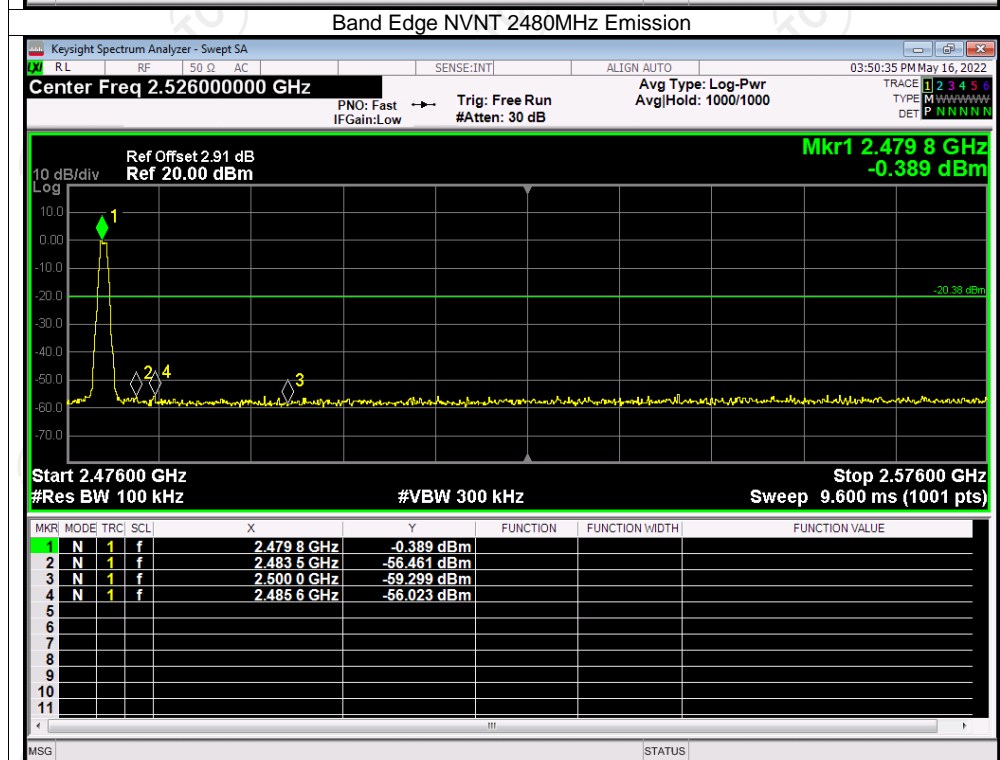 Band Edge NVNT 2480MHz Emission
Keysight Spectrum Analyzer - Swept SA
LXI RL RF 50 Ω AC SENSE:INT ALIGN AUTO 03:50:35 PM May 16, 2022
Center Freq 2.526000000 GHz Avg Type: Log-Pwr TRACE 1 2 3 4 5 6
PNO: Fast Trig: Free Run Avg|Hold: 1000/1000 TYPE M WWWWW
IFGain:Low #Atten: 30 dB DET P N N N N N
Mkr1 2.479 8 GHz
Ref Offset 2.91 dB
10 dB/div Ref 20.00 dBm -0.389 dBm
Log
10.0
1
0.00
-10.0
-20.0
-20.38 dBm
-30.0
-40.0
2 4 3
-50.0
-60.0
-70.0
Start 2.47600 GHz Stop 2.57600 GHz
#Res BW 100 kHz #VBW 300 kHz Sweep 9.600 ms (1001 pts)
MKR MODE TRC SCL X Y FUNCTION FUNCTION WIDTH FUNCTION VALUE
1 N 1 f 2.479 8 GHz -0.389 dBm
2 N 1 f 2.483 5 GHz -56.461 dBm
3 N 1 f 2.500 0 GHz -59.299 dBm
4 N 1 f 2.485 6 GHz -56.023 dBm
5
6
7
8
9
10
11
MSG STATUS